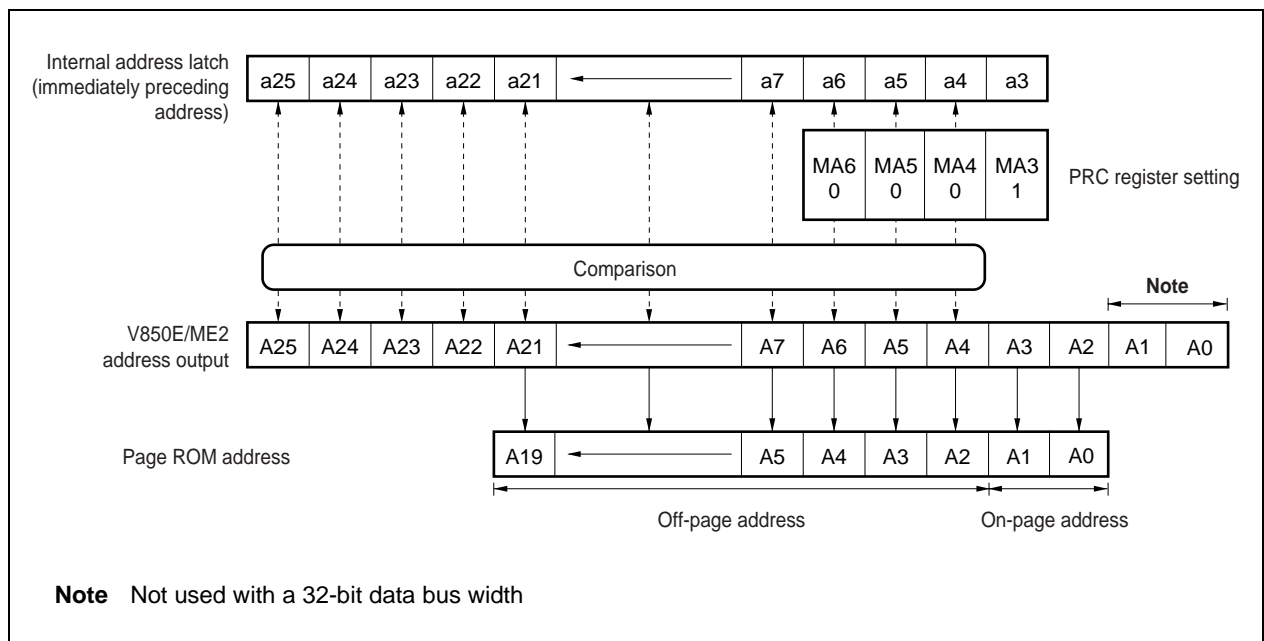 Internal address latch
(immediately preceding
address)
a25 a24 a23 a22 a21 a7 a6 a5 a4 a3
MA6 MA5 MA4 MA3
0 0 0 1
PRC register setting
Comparison
Note
V850E/ME2
address output
A25 A24 A23 A22 A21 A7 A6 A5 A4 A3 A2 A1 A0
Page ROM address
A19 A5 A4 A3 A2 A1 A0
Off-page address On-page address
Note Not used with a 32-bit data bus width